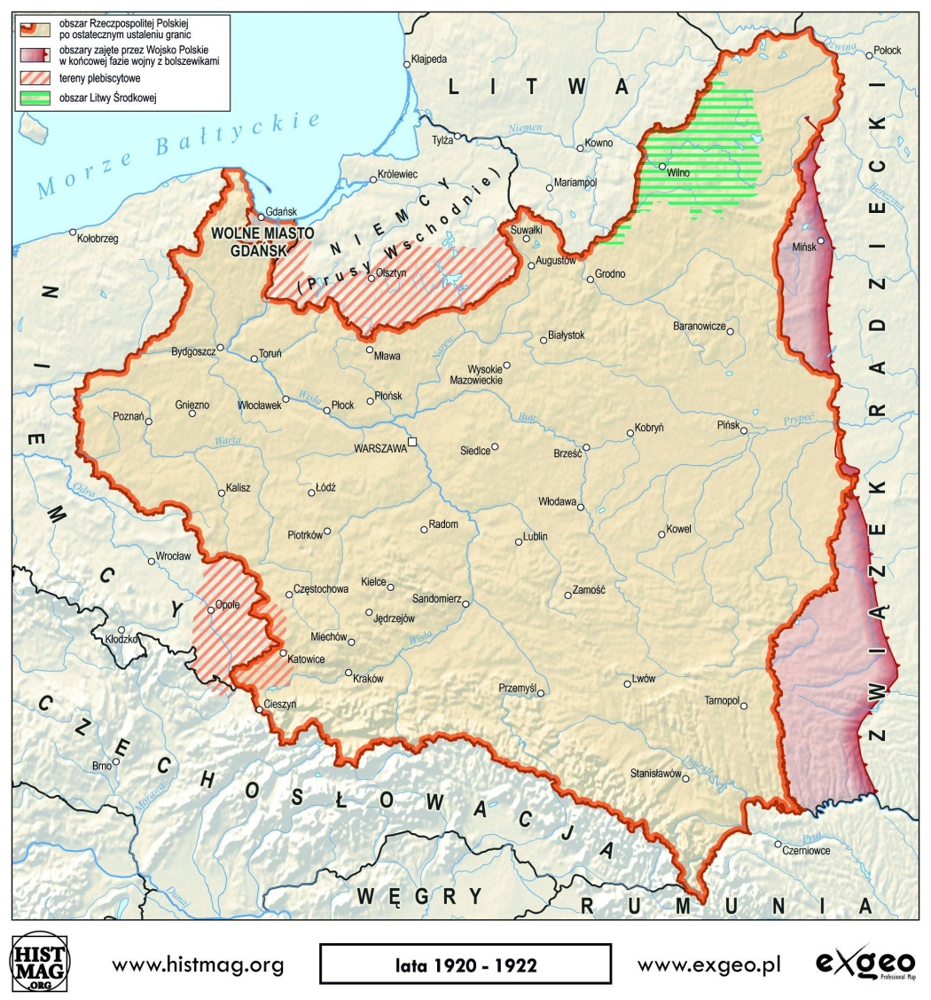 obszar Rzeczpospolitej Polskiej
po ostatecznym ustaleniu granic
obszary zajęte przez Wojsko Polskie
w końcowej fazie wojny z bolszewikami
tereny plebiscytowe
obszar Litwy Środkowej
Morze Bałtyckie
LITWA
Kłajpeda
Dźwina
Połock
Tylża
Niemen
Kowno
Królewiec
Mariampol
Wilno
Berezyna
Kołobrzeg
Gdańsk
WOLNE MIASTO
GDAŃSK
NIEMCY
(Prusy Wschodnie)
Suwałki
Augustów
Mińsk
Olsztyn
Grodno
Bydgoszcz
Toruń
Mława
Narew
Białystok
Baranowicze
Wysokie
Mazowieckie
Poznań
Gniezno
Włocławek
Wisła
Płock
Płońsk
Bug
Kobryń
Pińsk
Prypeć
Warta
WARSZAWA
Siedlce
Brześć
NIEMCY
Odra
Kalisz
Łódź
Włodawa
Piotrków
Radom
Lublin
Kowel
ZWIĄZEK RADZIECKI
Wrocław
Opole
Częstochowa
Kielce
Sandomierz
Zamość
Jędrzejów
Kłodzko
Miechów
Wisła
Katowice
Kraków
Przemyśl
Lwów
Tarnopol
Cieszyn
CZECHOSŁOWACJA
Brno
Morawa
Stanisławów
Prut
Czerniowce
Dunaj
WĘGRY
RUMUNIA
HIST
MAG
.ORG
www.histmag.org
lata 1920 - 1922
www.exgeo.pl
exgeo
Professional Map